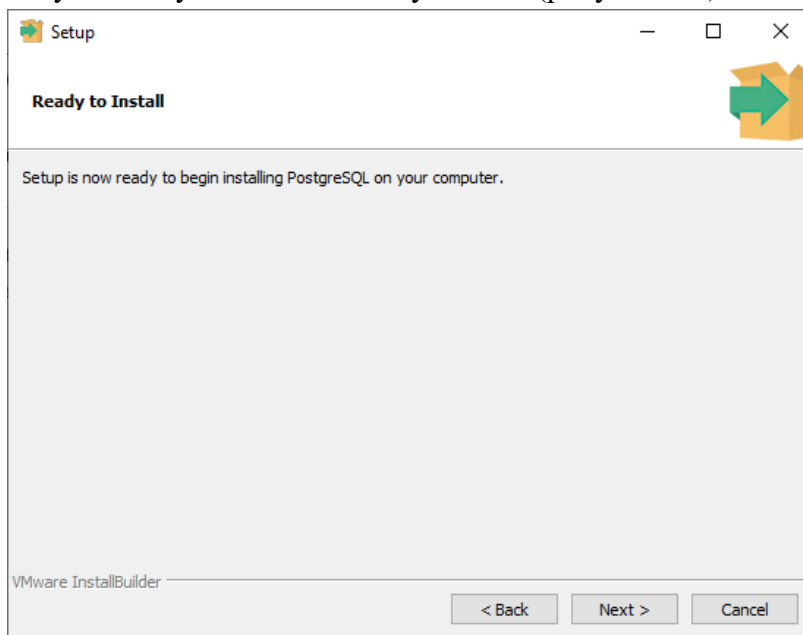 Setup
Ready to Install
Setup is now ready to begin installing PostgreSQL on your computer.
VMware InstallBuilder
< Back
Next >
Cancel